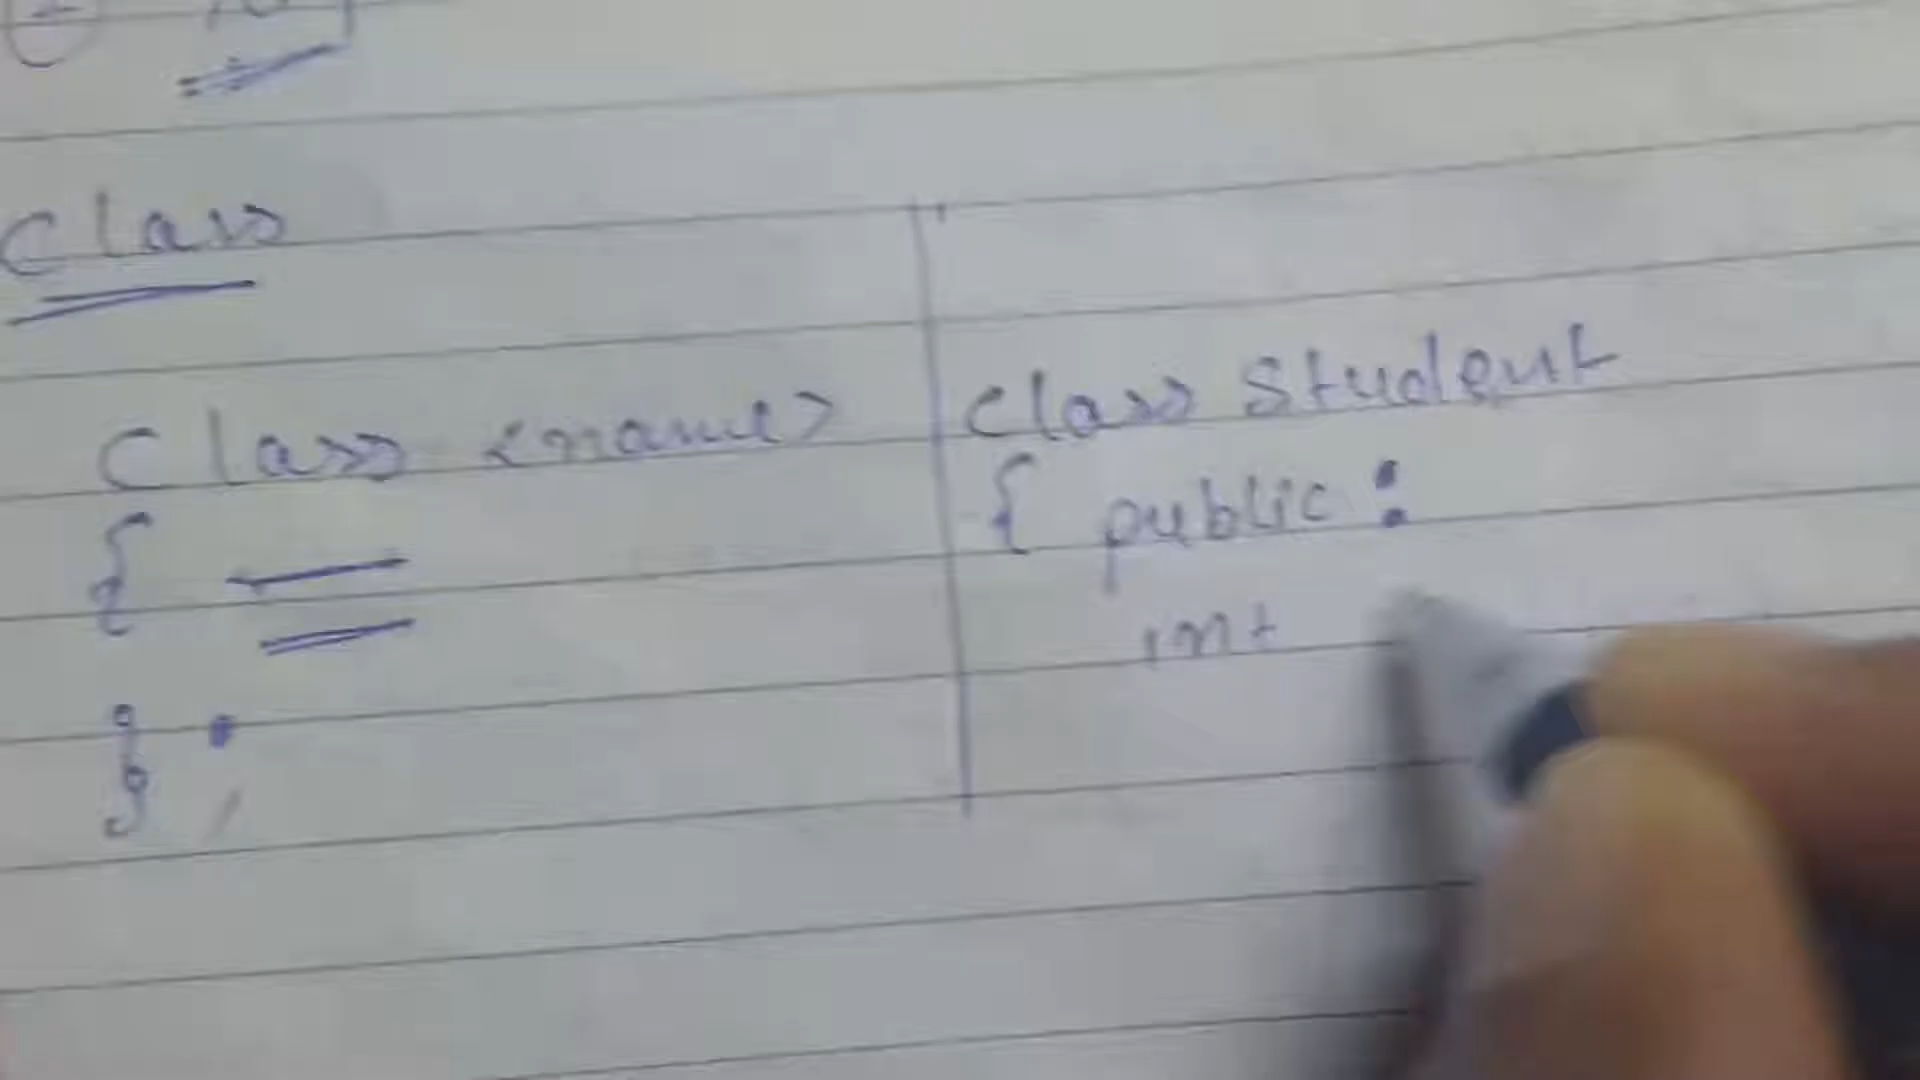 Class
Class <name>
{
};
Class Student
{ public :
int